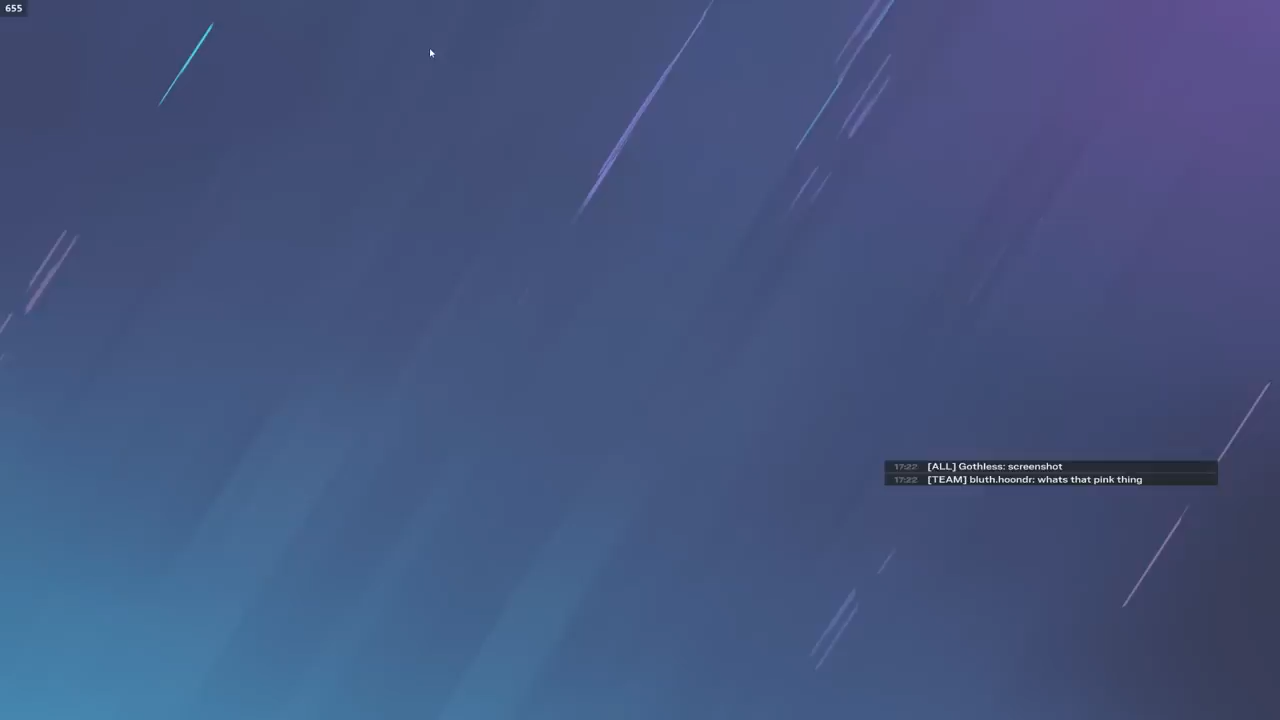 655
17:22 [ALL] Gothless: screenshot
17:22 [TEAM] bluth.hoondr: whats that pink thing